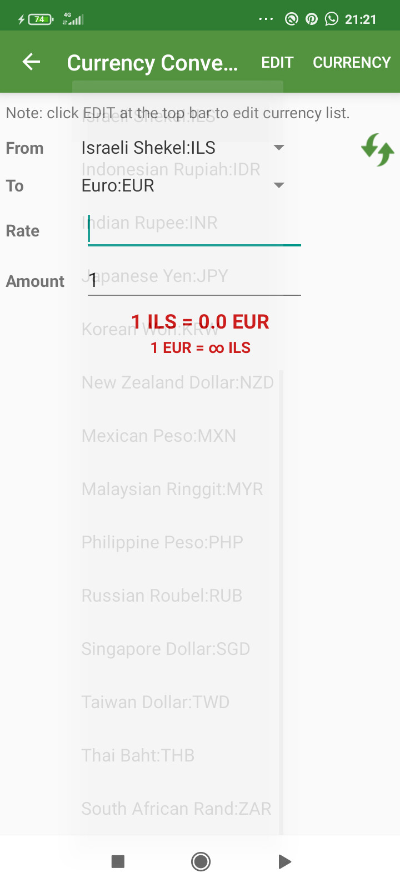 74
4G
21:21
Currency Conve...
EDIT
CURRENCY
Note: click EDIT at the top bar to edit currency list.
Israeli Shekel:ILS
From
Israeli Shekel:ILS
Indonesian Rupiah:IDR
To
Euro:EUR
Indian Rupee:INR
Rate
Japanese Yen:JPY
Amount
1
1 ILS = 0.0 EUR
Korean Won:KRW
1 EUR = ∞ ILS
New Zealand Dollar:NZD
Mexican Peso:MXN
Malaysian Ringgit:MYR
Philippine Peso:PHP
Russian Roubel:RUB
Singapore Dollar:SGD
Taiwan Dollar:TWD
Thai Baht:THB
South African Rand:ZAR